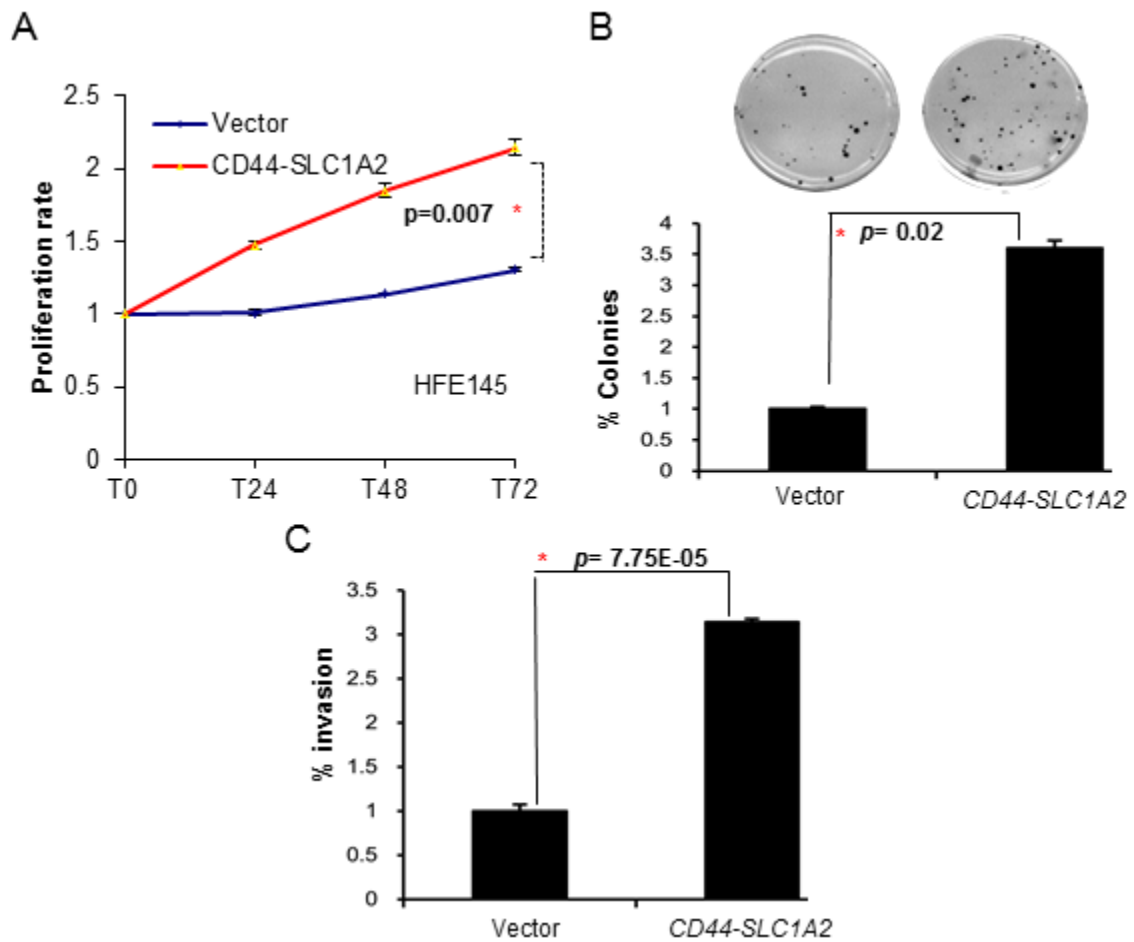 A
Proliferation rate
2.5
2
1.5
1
0.5
0
Vector
CD44-SLC1A2
p=0.007 *
HFE145
T0 T24 T48 T72
B
% Colonies
4
3.5
3
2.5
2
1.5
1
0.5
0
* p= 0.02
Vector CD44-SLC1A2
C
% invasion
3.5
3
2.5
2
1.5
1
0.5
0
* p= 7.75E-05
Vector CD44-SLC1A2